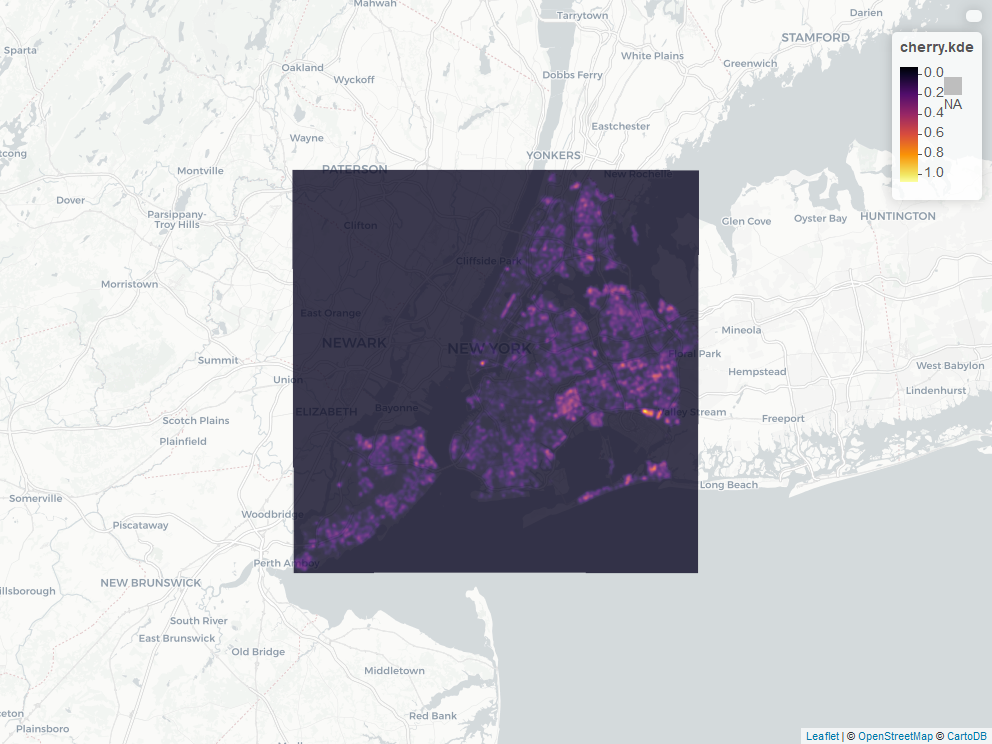 Mahwah
Tarrytown
Darien
STAMFORD
Sparta
White Plains
Greenwich
Oakland
Wyckoff
Dobbs Ferry
cherry.kde
0.0
0.2
0.4
0.6
0.8
1.0
NA
Eastchester
Wayne
tcong
YONKERS
PATERSON
Montville
New Rochelle
Dover
Parsippany-
Troy Hills
Clifton
Glen Cove
Oyster Bay
HUNTINGTON
Cliffside Park
Morristown
East Orange
Mineola
NEWARK
NEW YORK
Floral Park
Summit
Hempstead
West Babylon
Union
Lindenhurst
ELIZABETH
Bayonne
Valley Stream
Freeport
Scotch Plains
Plainfield
Long Beach
Somerville
Woodbridge
Piscataway
Perth Amboy
NEW BRUNSWICK
illsborough
South River
East Brunswick
Old Bridge
Middletown
Red Bank
ceton
Plainsboro
Leaflet | © OpenStreetMap © CartoDB